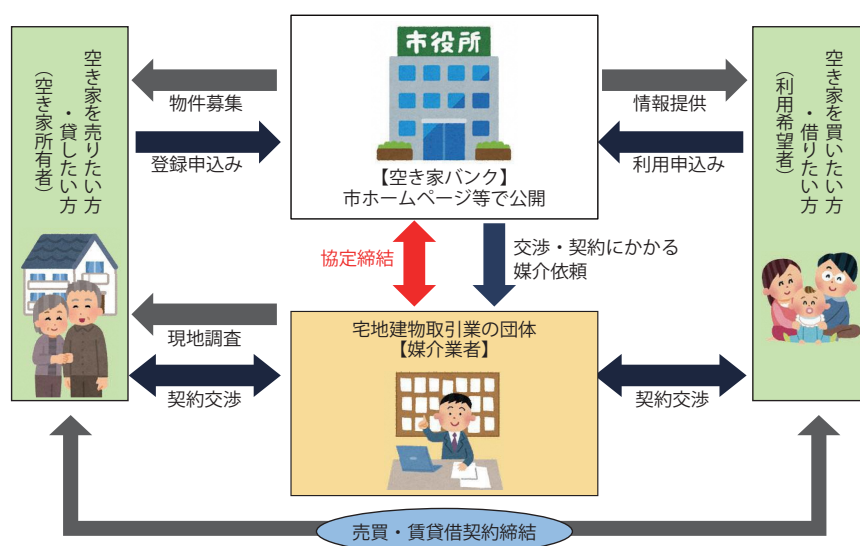 空き家を売りたい方
・貸したい方
（空き家所有者）
物件募集
登録申込み
市役所
【空き家バンク】
市ホームページ等で公開
情報提供
利用申込み
空き家を買いたい方
・借りたい方
（利用希望者）
協定締結
交渉・契約にかかる
媒介依頼
現地調査
契約交渉
宅地建物取引業の団体
【媒介業者】
契約交渉
売買・賃貸借契約締結